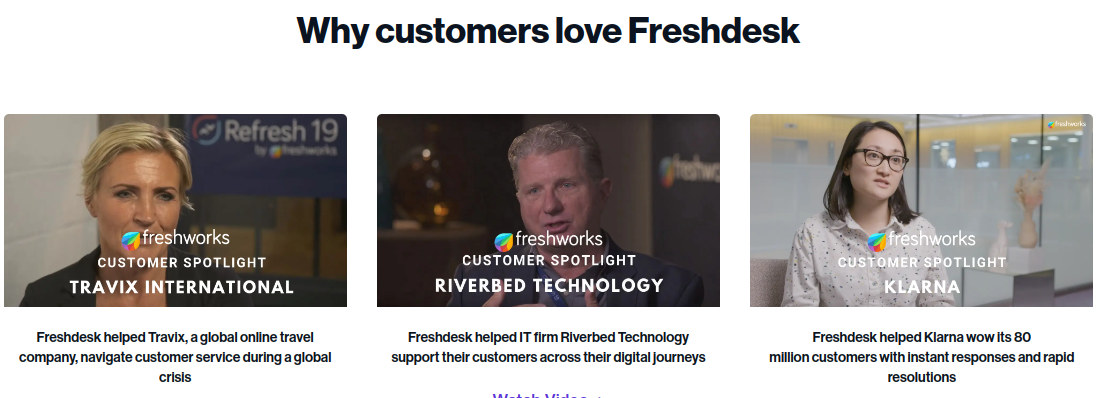 Why customers love Freshdesk
Refresh 19
by freshworks
freshworks
CUSTOMER SPOTLIGHT
TRAVIX INTERNATIONAL
freshworks
freshworks
CUSTOMER SPOTLIGHT
RIVERBED TECHNOLOGY
freshworks
freshworks
CUSTOMER SPOTLIGHT
KLARNA
Freshdesk helped Travix, a global online travel
company, navigate customer service during a global
crisis
Freshdesk helped IT firm Riverbed Technology
support their customers across their digital journeys
Watch Video
Freshdesk helped Klarna wow its 80
million customers with instant responses and rapid
resolutions